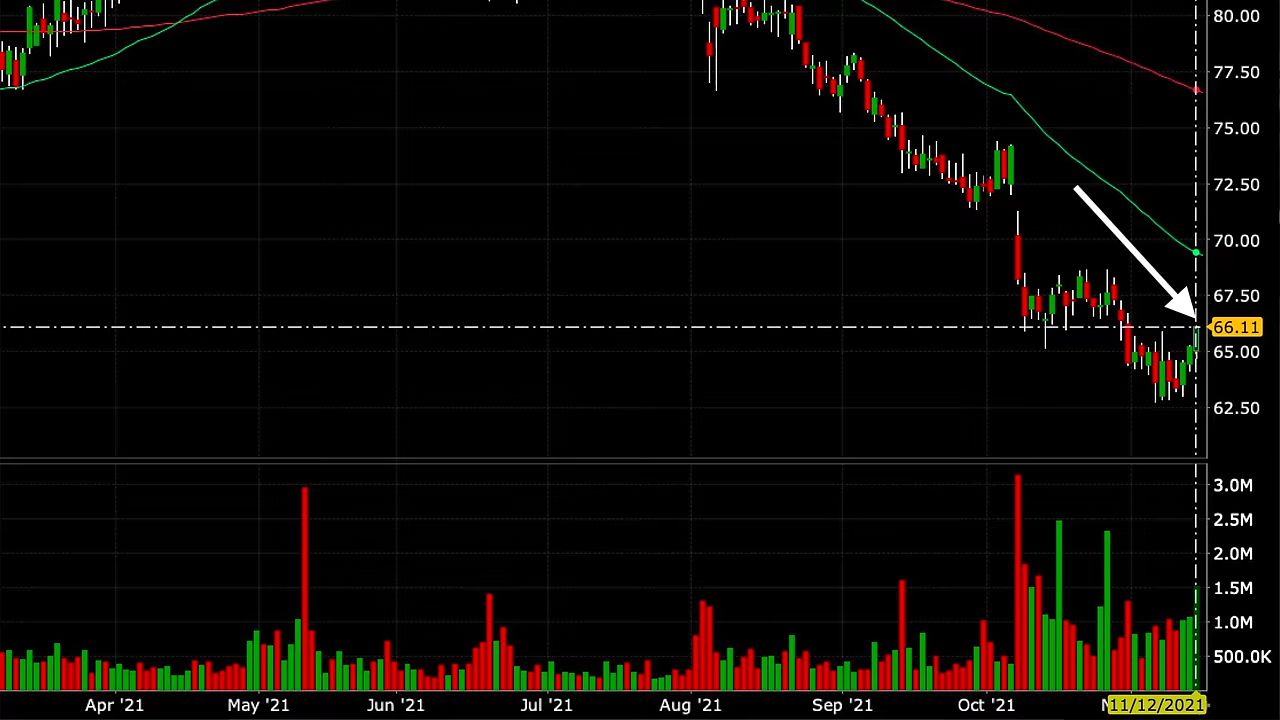 80.00
77.50
75.00
72.50
70.00
67.50
66.11
65.00
62.50
3.0M
2.5M
2.0M
1.5M
1.0M
500.0K
Apr '21 May '21 Jun '21 Jul '21 Aug '21 Sep '21 Oct '21 11/12/2021